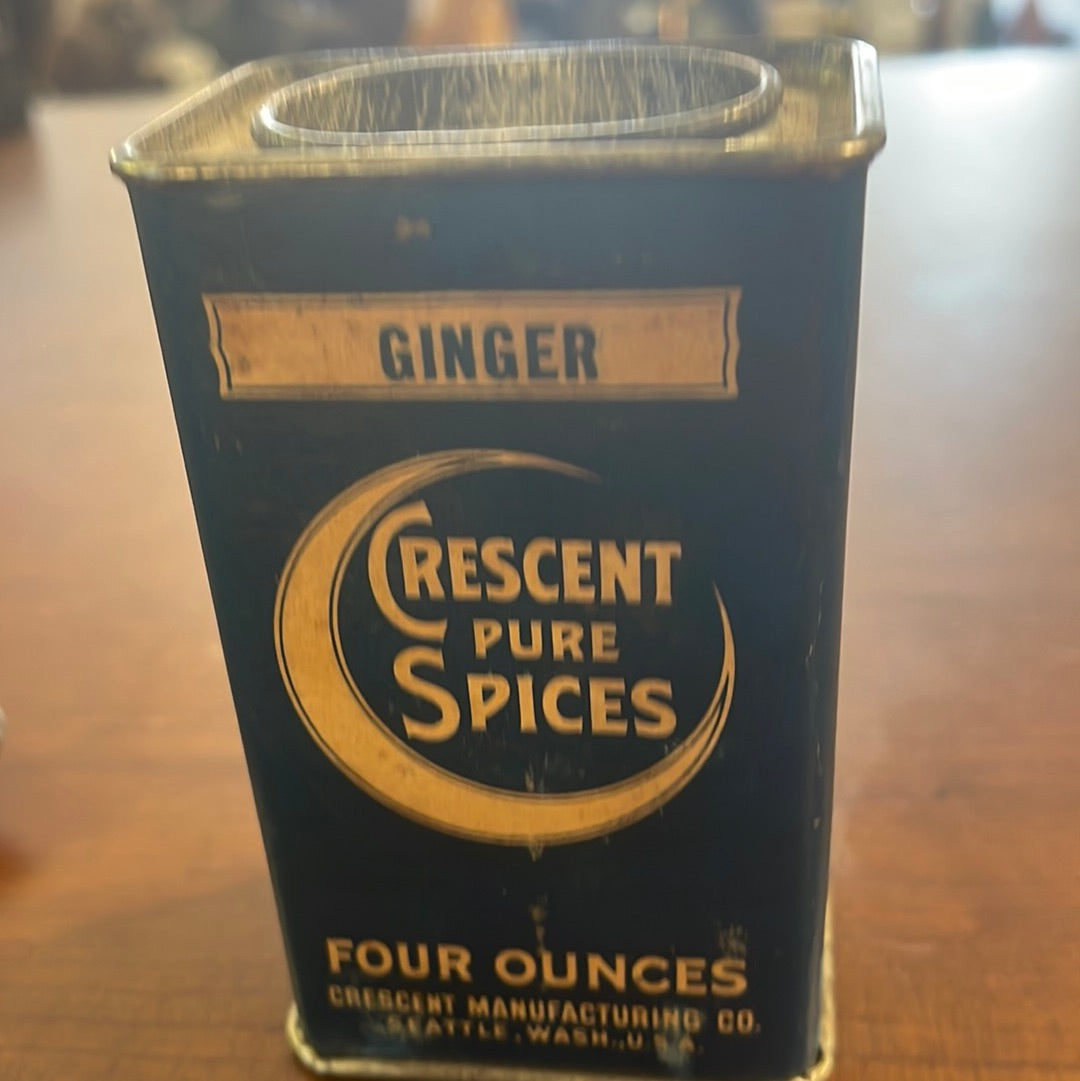 GINGER
CRESCENT
PURE
SPICES
FOUR OUNCES
CRESCENT MANUFACTURING CO.
SEATTLE, WASH., U.S.A.